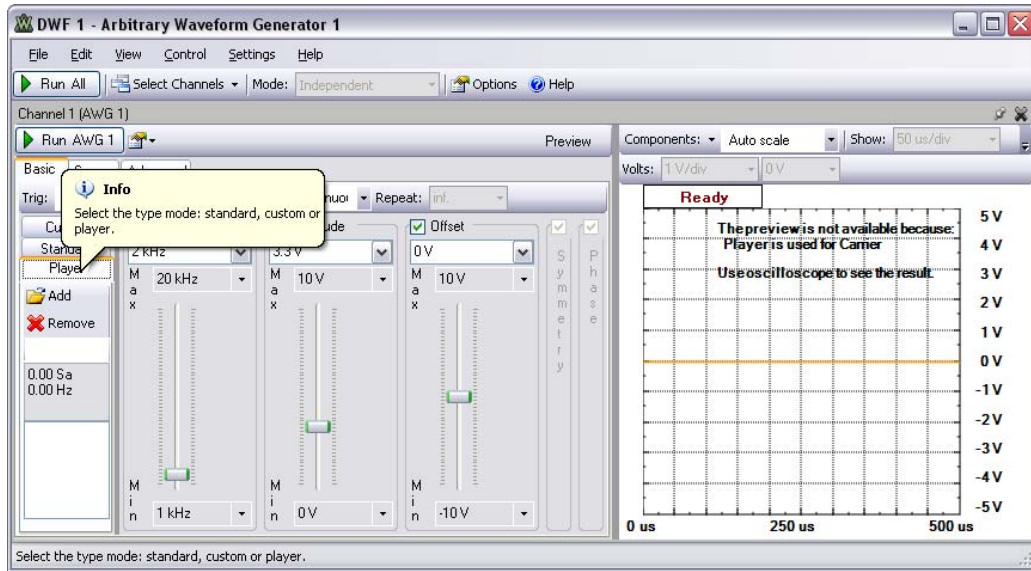 DWF 1 - Arbitrary Waveform Generator 1
File Edit View Control Settings Help
Run All Select Channels Mode: Independent Options Help
Channel 1 (AWG 1)
Run AWG 1 Preview
Components: Auto scale Show: 50 us/div
Basic
Volts: 1 V/div 0 V
Trig: Repeat: inf.
Info
Select the type mode: standard, custom or
player.
Offset
Player
2 kHz 3.3 V 0 V
Max 20 kHz Max 10 V Max 10 V
Symmetry
Phase
Add
Remove
0.00 Sa
0.00 Hz
Min 1 kHz Min 0 V Min -10 V
Ready
The preview is not available because:
Player is used for Carrier
Use oscilloscope to see the result.
5 V
4 V
3 V
2 V
1 V
0 V
-1 V
-2 V
-3 V
-4 V
-5 V
0 us 250 us 500 us
Select the type mode: standard, custom or player.